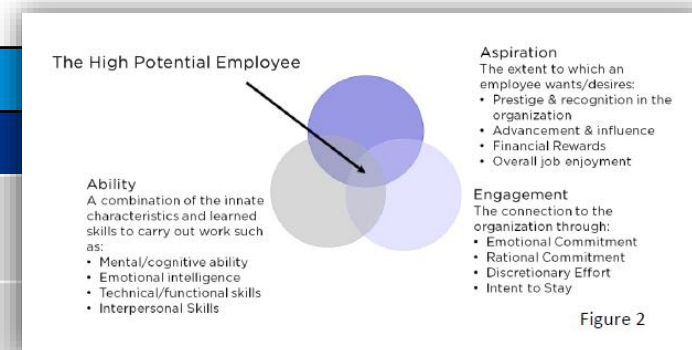 The High Potential Employee
Aspiration
The extent to which an
employee wants/desires:
• Prestige & recognition in the
organization
• Advancement & influence
• Financial Rewards
• Overall job enjoyment
Ability
A combination of the innate
characteristics and learned
skills to carry out work such
as:
• Mental/cognitive ability
• Emotional intelligence
• Technical/functional skills
• Interpersonal Skills
Engagement
The connection to the
organization through:
• Emotional Commitment
• Rational Commitment
• Discretionary Effort
• Intent to Stay
Figure 2